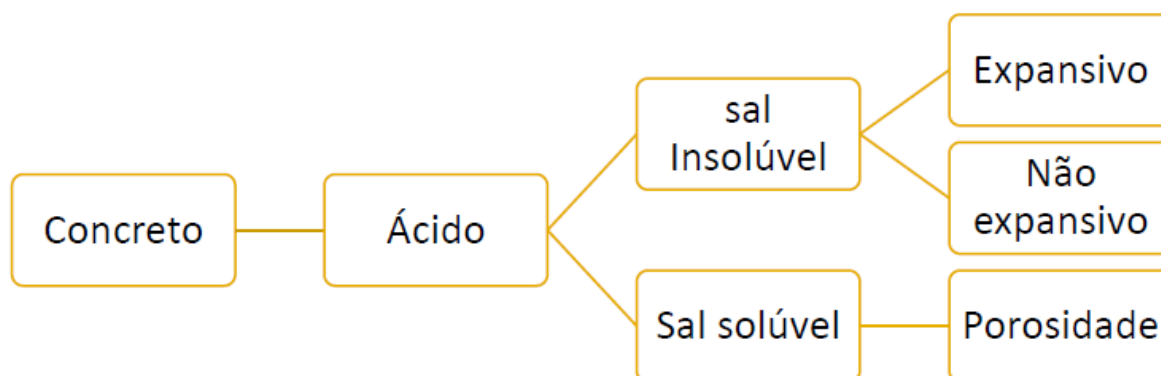 Concreto
Ácido
sal
Insolúvel
Expansivo
Não
expansivo
Sal solúvel
Porosidade